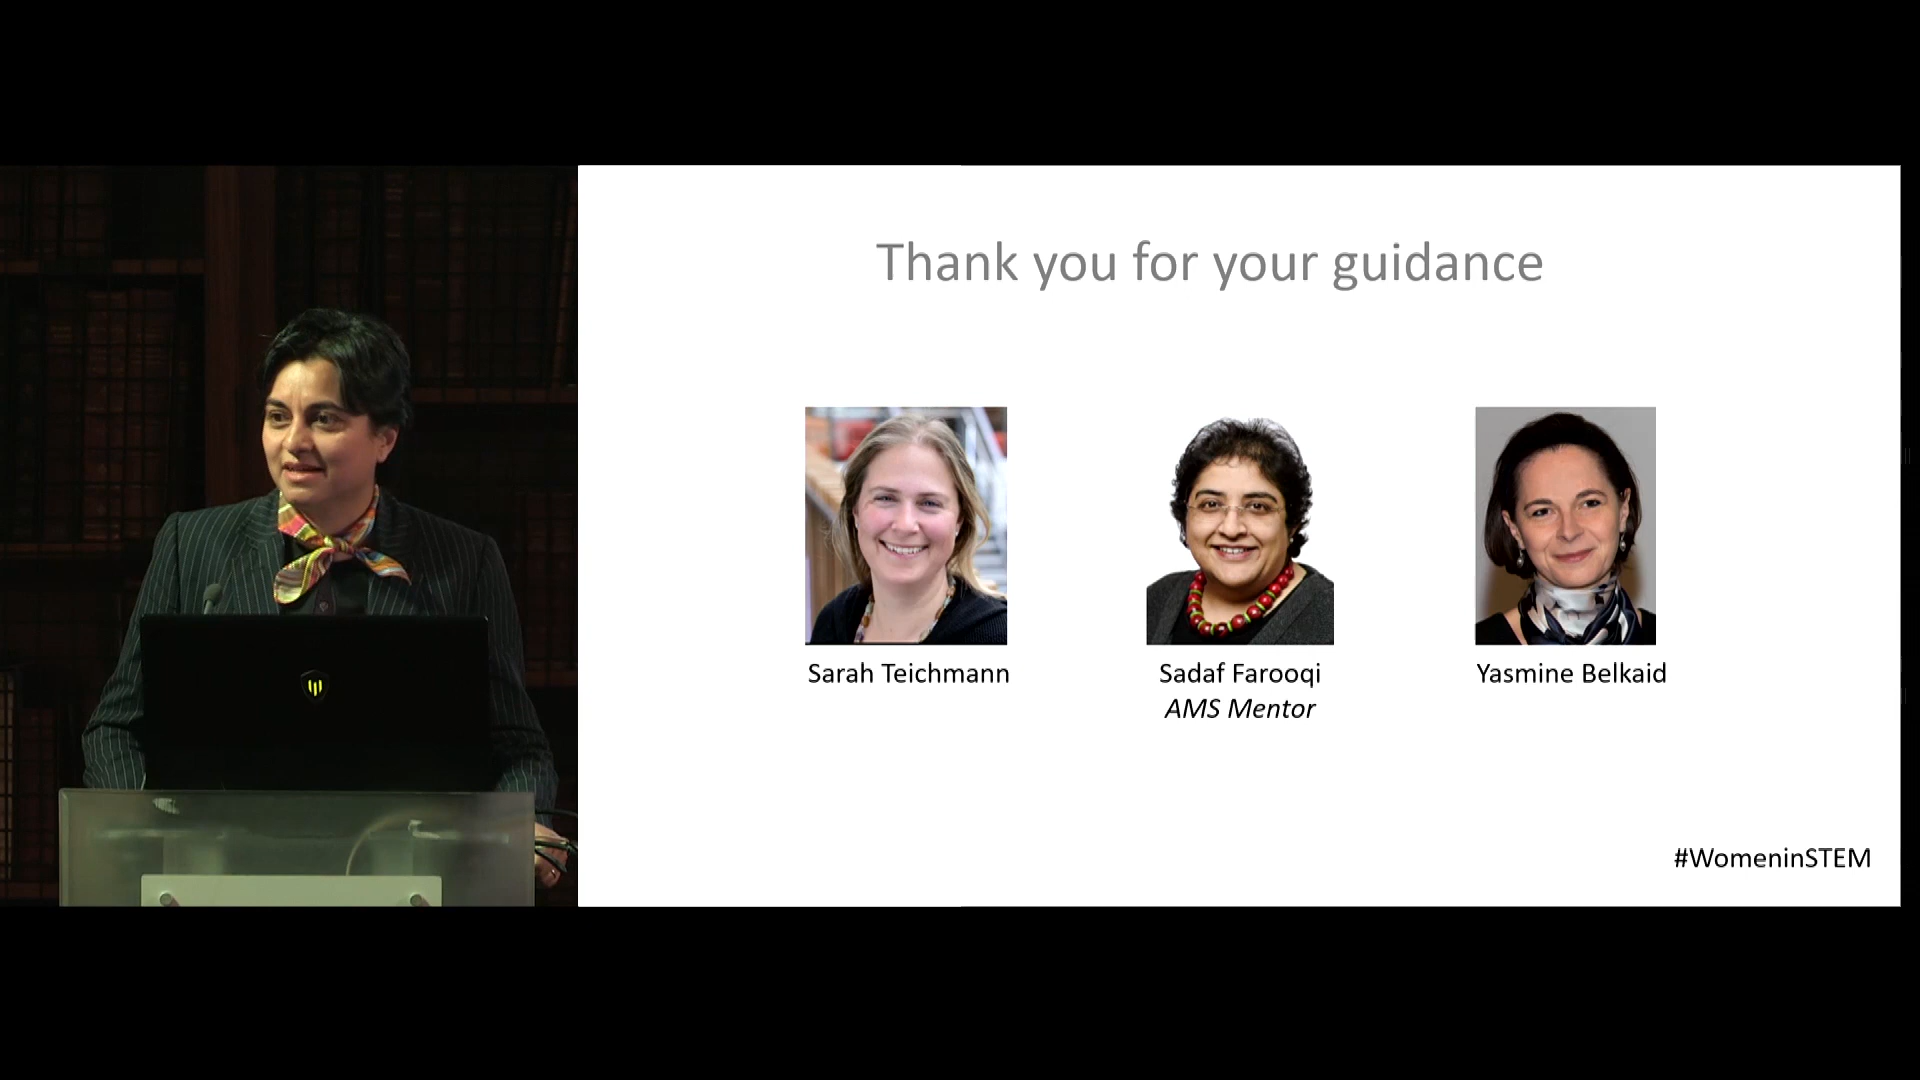 Thank you for your guidance
Sarah Teichmann
Sadaf Farooqi
AMS Mentor
Yasmine Belkaid
#WomeninSTEM